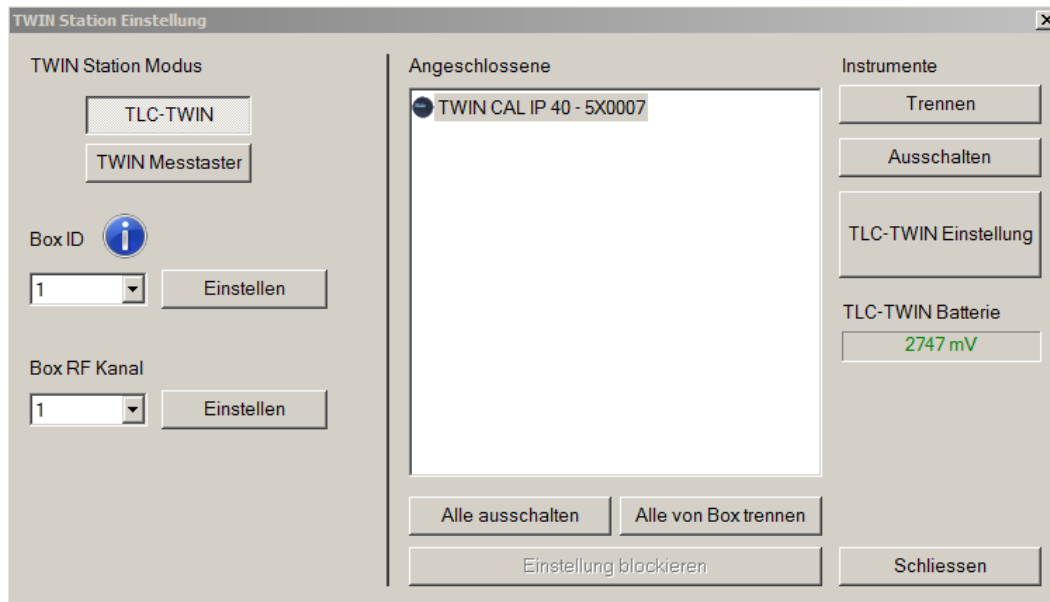 TWIN Station Einstellung
TWIN Station Modus
TLC-TWIN
TWIN Messtaster
Box ID
1
Einstellen
Box RF Kanal
1
Einstellen
Angeschlossene
TWIN CAL IP 40 - 5X0007
Alle ausschalten
Alle von Box trennen
Einstellung blockieren
Instrumente
Trennen
Ausschalten
TLC-TWIN Einstellung
TLC-TWIN Batterie
2747 mV
Schliessen